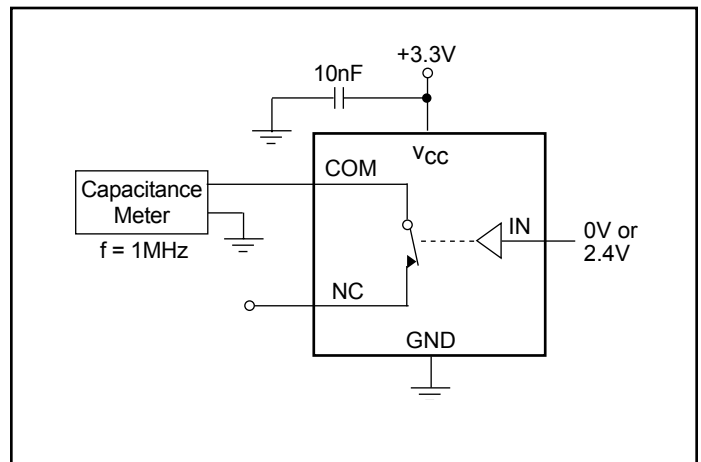 +3.3V
10nF
vCC
COM
Capacitance
Meter
f = 1MHz
IN
0V or
2.4V
NC
GND